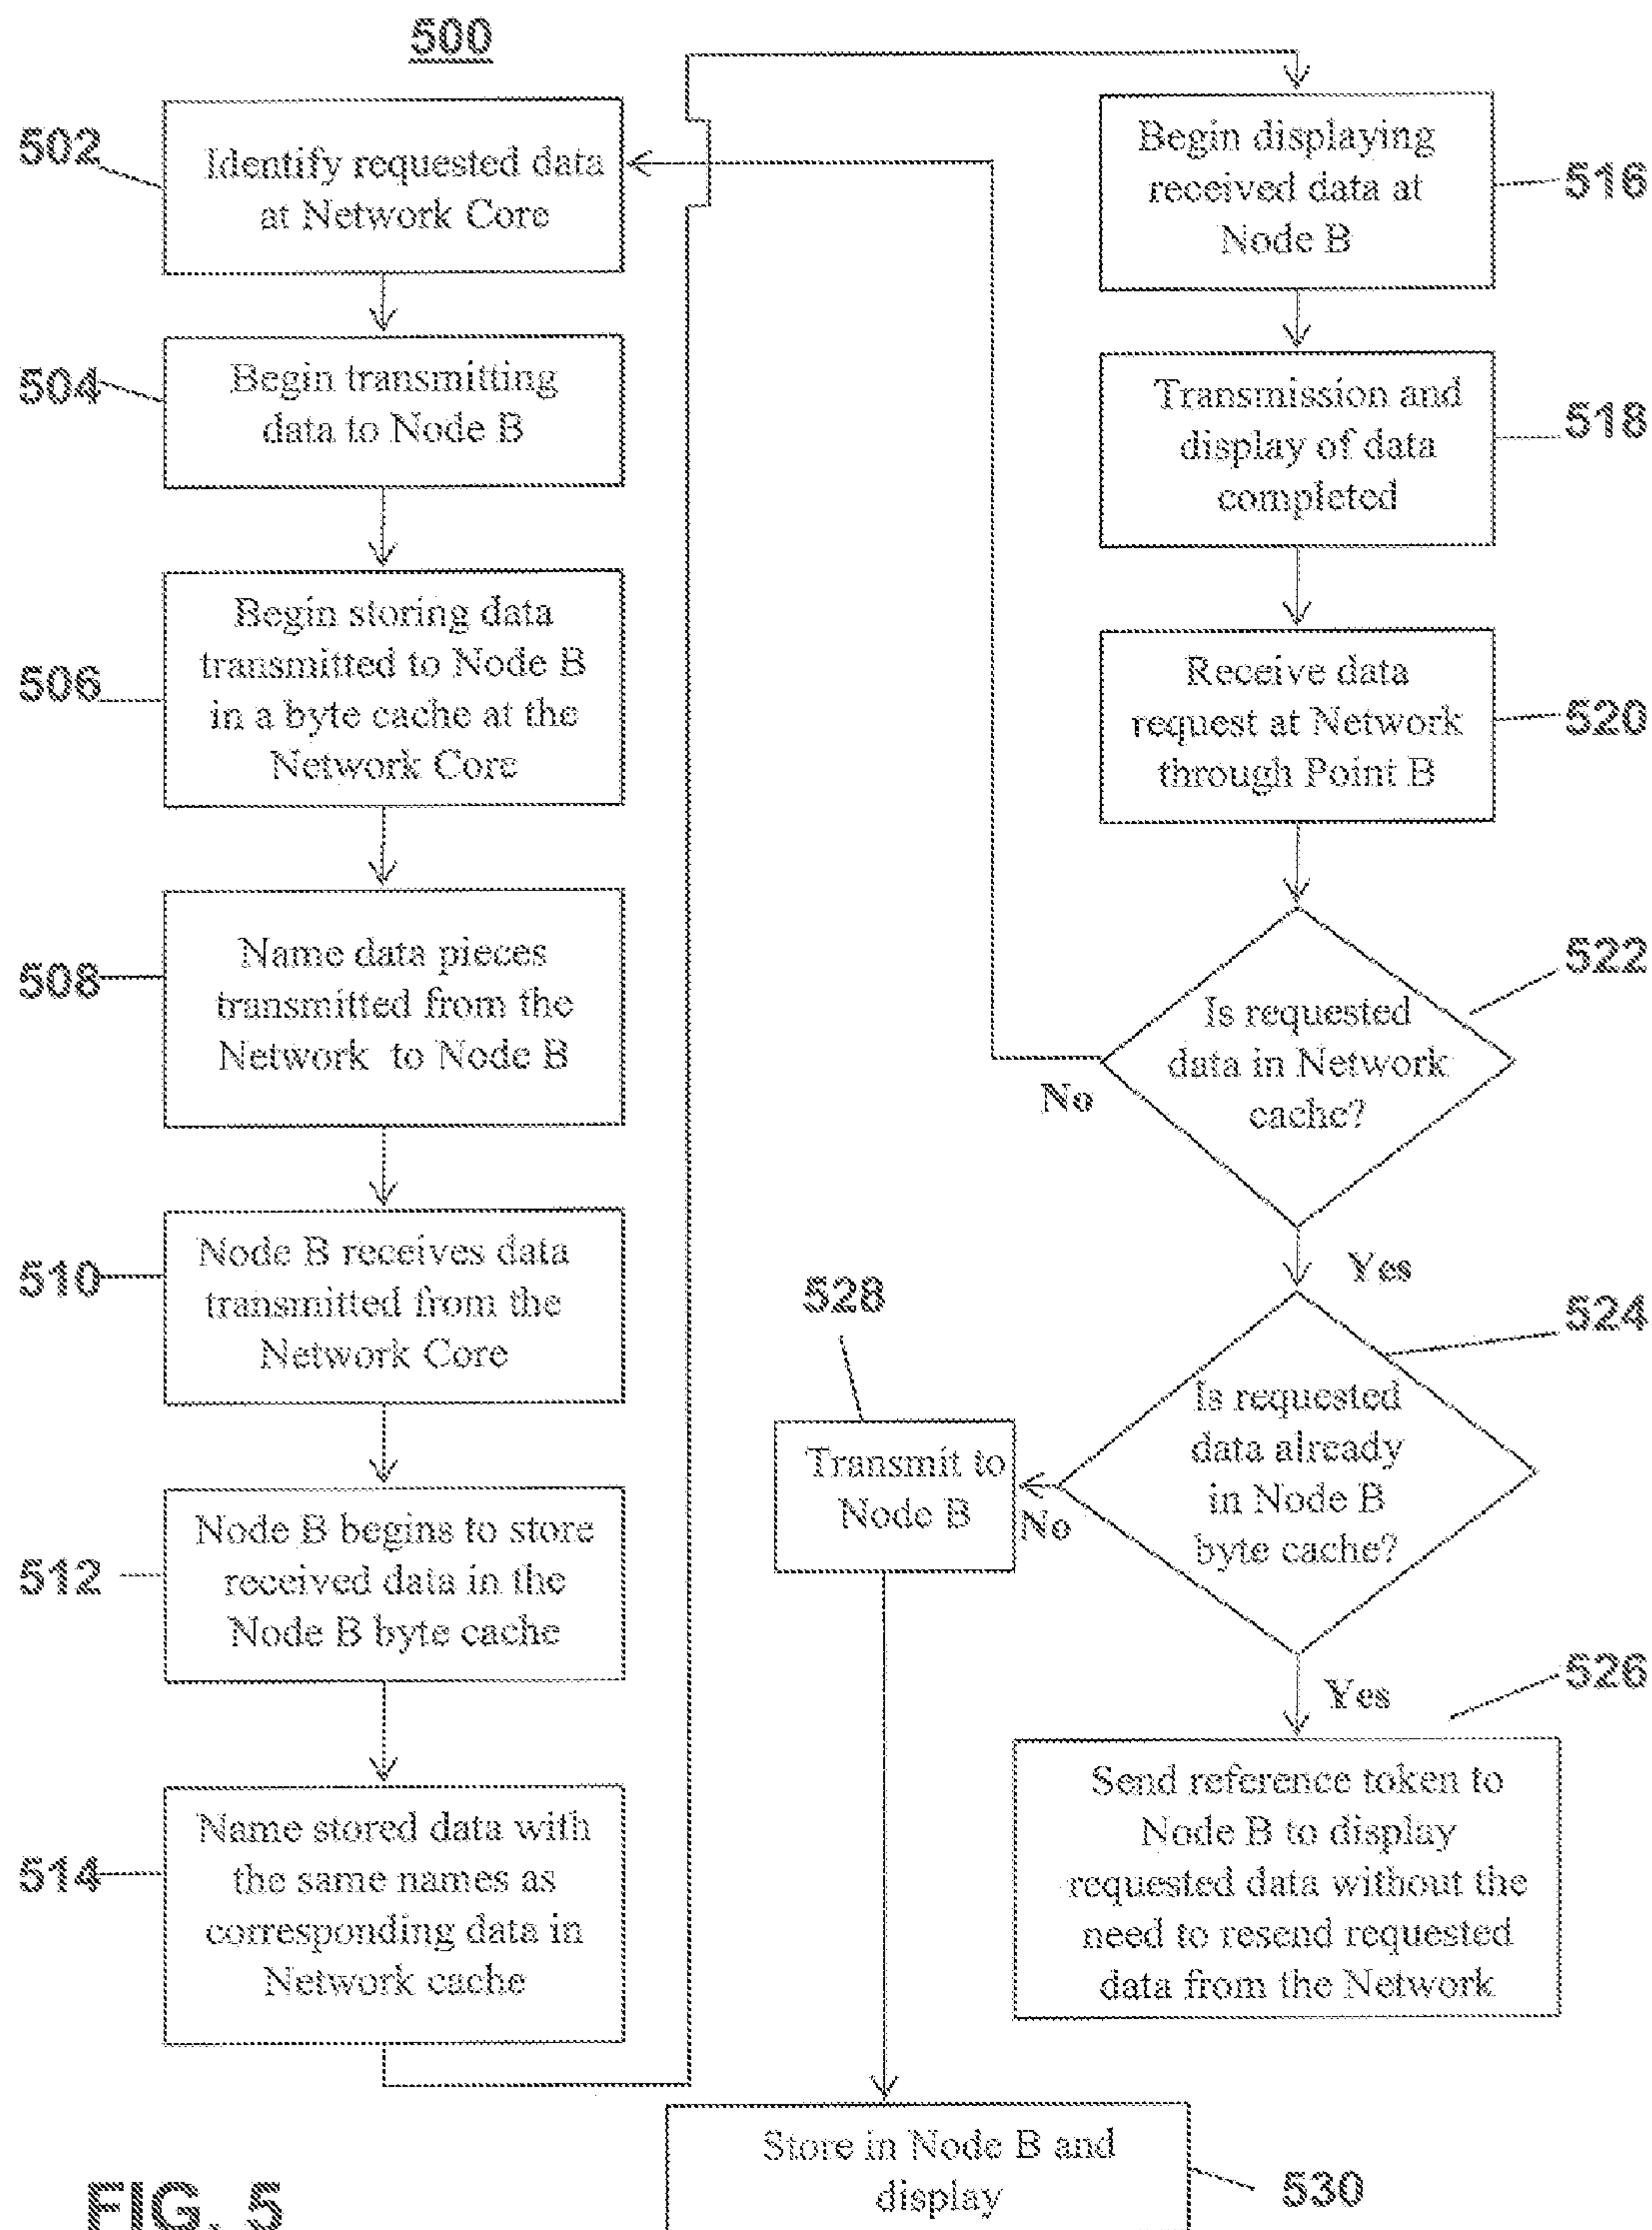 500
502
Identify requested data
at Network Core
504
Begin transmitting
data to Node B
506
Begin storing data
transmitted to Node B
in a byte cache at the
Network Core
508
Name data pieces
transmitted from the
Network to Node B
510
Node B receives data
transmitted from the
Network Core
512
Node B begins to store
received data in the
Node B byte cache
514
Name stored data with
the same names as
corresponding data in
Network cache
Begin displaying
received data at
Node B
516
Transmission and
display of data
completed
518
Receive data
request at Network
through Point B
520
522
Is requested
data in Network
cache?
No
Yes
524
Is requested
data already
in Node B
byte cache?
528
Transmit to
Node B
No
Yes
526
Send reference token to
Node B to display
requested data without the
need to resend requested
data from the Network
Store in Node B and
display
530
FIG. 5